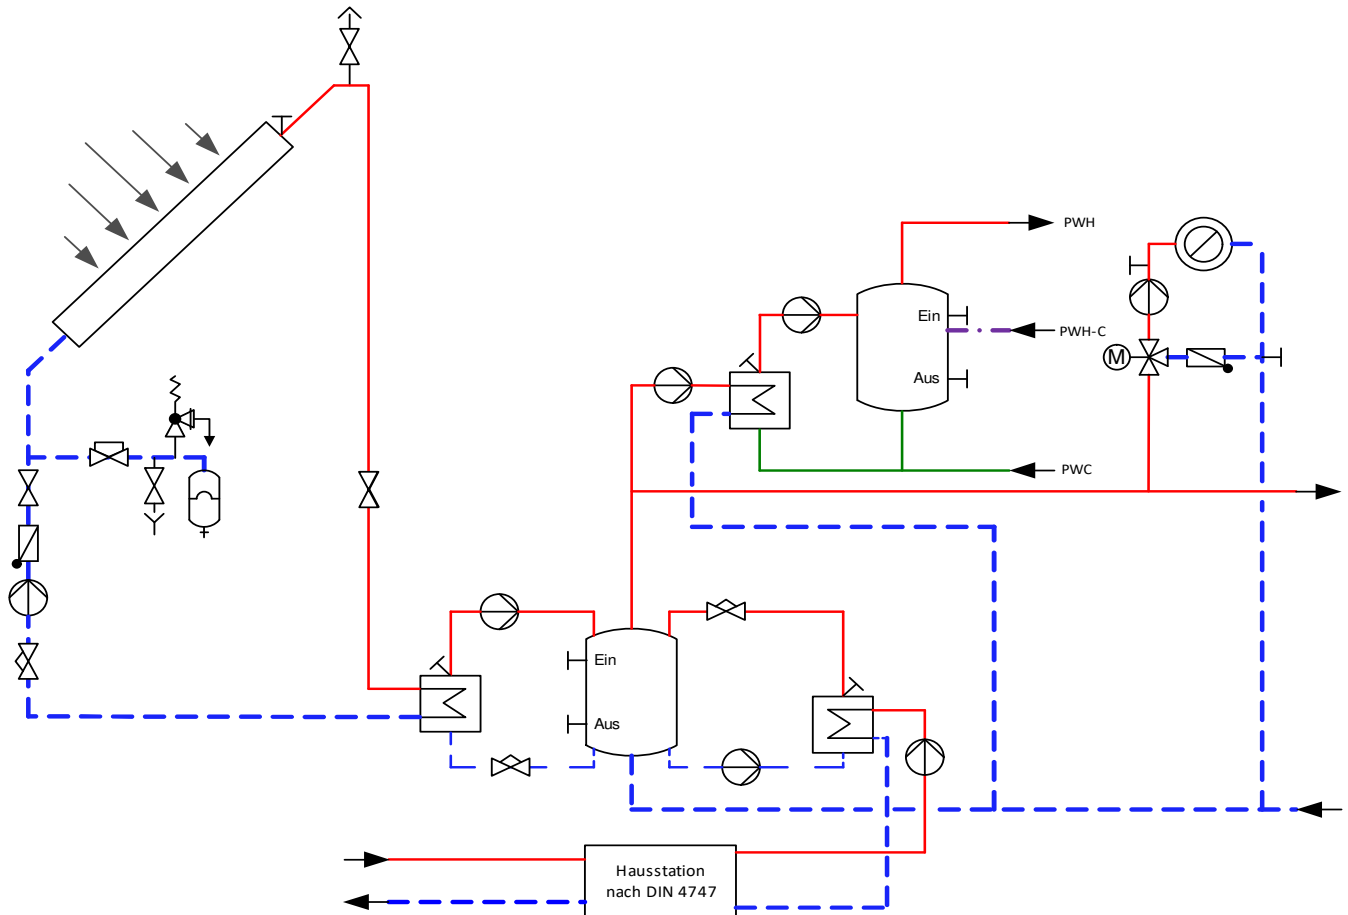 PWH
Ein
PWH-C
M
Aus
PWC
Ein
Aus
Hausstation
nach DIN 4747